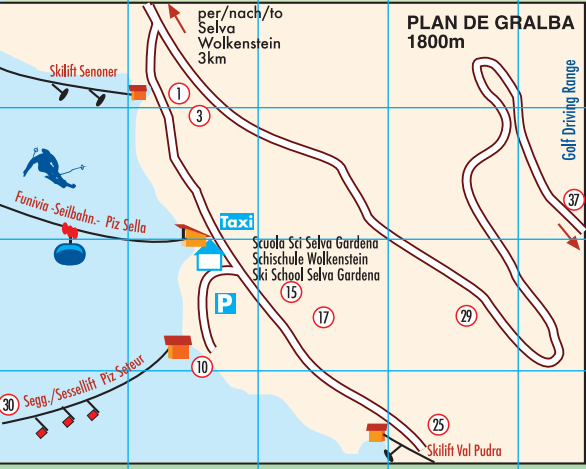 per/nach/to
Selva
Wolkenstein
3km
PLAN DE GRALBA
1800m
Skilift Senoner
Golf Driving Range
1
3
37
Funivia -Seilbahn.- Piz Sella
Taxi
Scuola Sci Selva Gardena
Schischule Wolkenstein
Ski School Selva Gardena
15
P
17
29
10
Segg./Sessellift Piz Seteur
30
25
Skilift Val Pudra